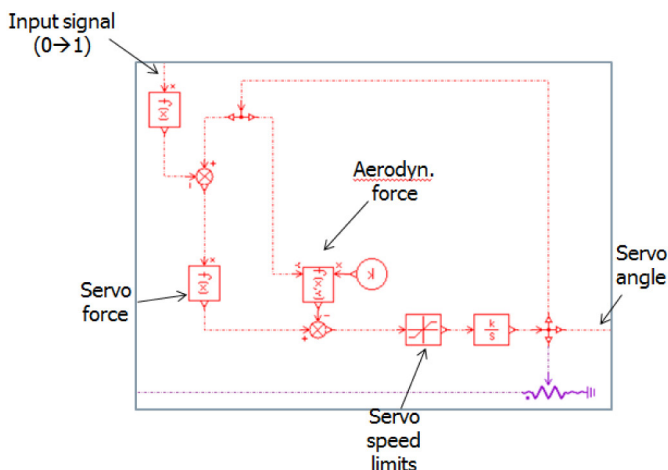 Input signal
(0→1)
x
f(x)
+
-
Aerodyn.
force
x
f(x)
Y
f(x,Y)
x
k
Servo
force
-
+
k
s
Servo
angle
Servo
speed
limits